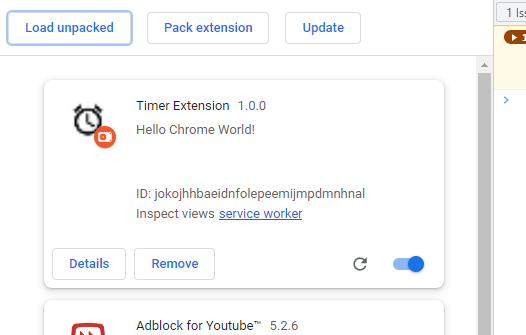 Load unpacked
Pack extension
Update
1 Iss
Timer Extension 1.0.0
Hello Chrome World!
ID: jokojhhbaeidnfolepeemijmpdmnhnal
Inspect views service worker
Details
Remove
Adblock for Youtube™ 5.2.6